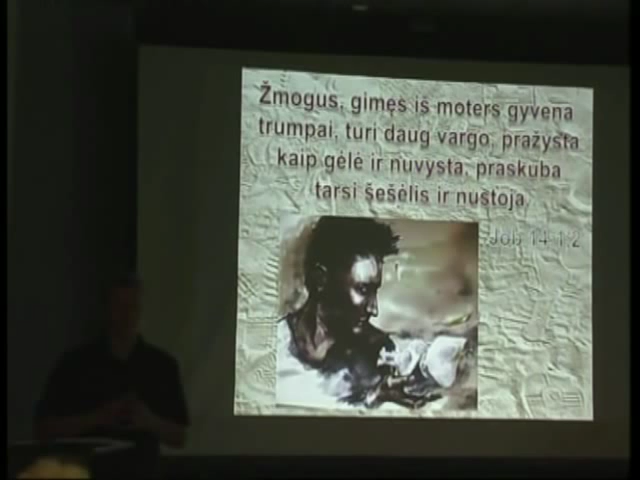 Žmogus, gimęs iš moters gyvena
trumpai, turi daug vargo, pražysta
kaip gėlė ir nuvysta, praskuba
tarsi šešėlis ir nustoja
Job 14 1,2